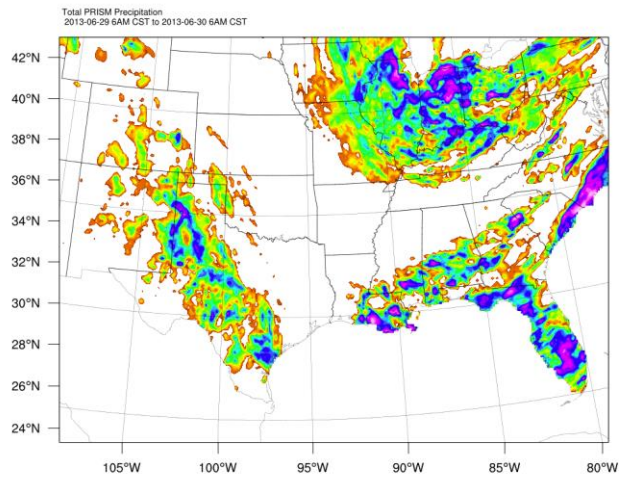 Total PRISM Precipitation
2013-06-29 6AM CST to 2013-06-30 6AM CST
42°N
40°N
38°N
36°N
34°N
32°N
30°N
28°N
26°N
24°N
105°W 100°W 95°W 90°W 85°W 80°W